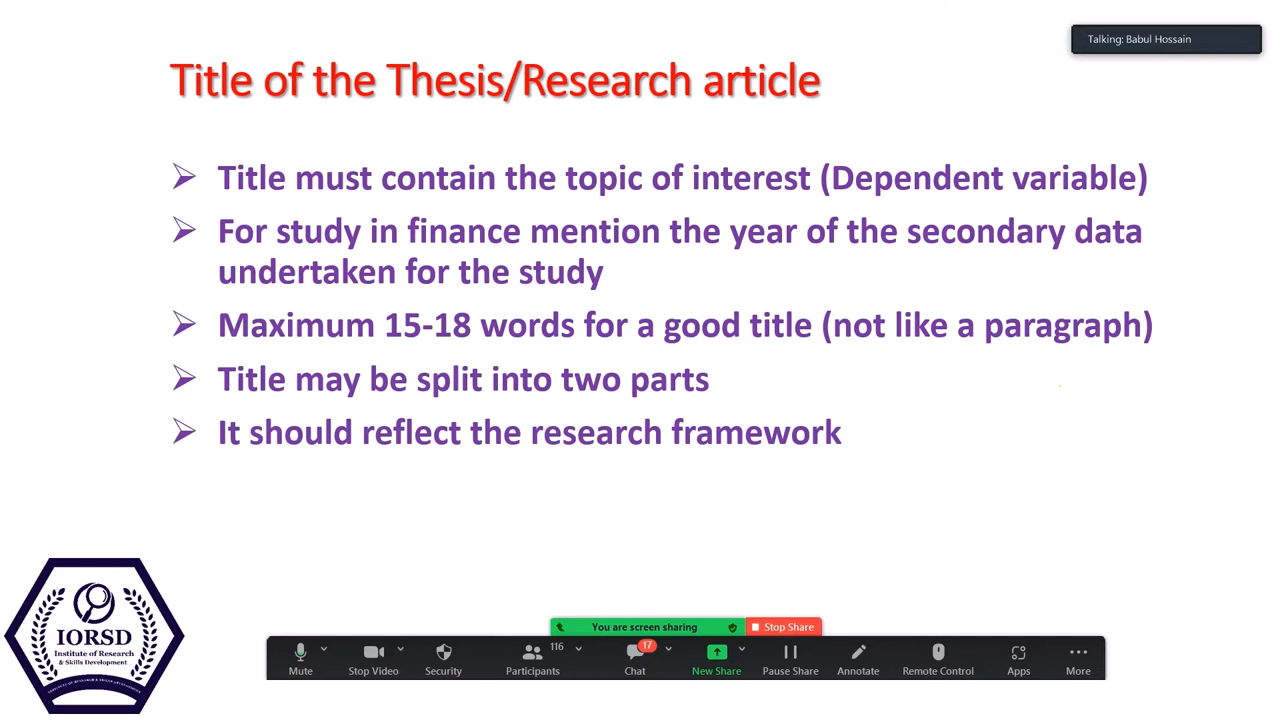 Talking: Babul Hossain
Title of the Thesis/Research article
Title must contain the topic of interest (Dependent variable)
For study in finance mention the year of the secondary data
undertaken for the study
Maximum 15-18 words for a good title (not like a paragraph)
Title may be split into two parts
It should reflect the research framework
IORSD
Institute of Research
& Skills Development
You are screen sharing
Stop Share
116
17
Mute
Stop Video
Security
Participants
Chat
New Share
Pause Share
Annotate
Remote Control
Apps
More